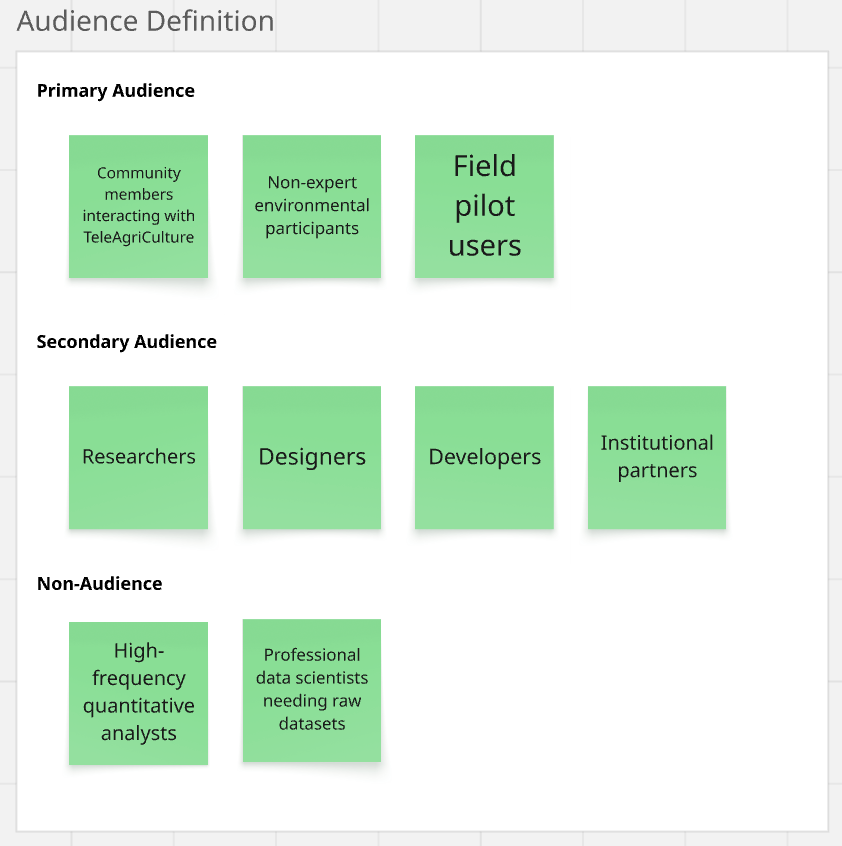 Audience Definition
Primary Audience
Community
members
interacting with
TeleAgriCulture
Non-expert
environmental
participants
Field
pilot
users
Secondary Audience
Researchers
Designers
Developers
Institutional
partners
Non-Audience
High-
frequency
quantitative
analysts
Professional
data scientists
needing raw
datasets